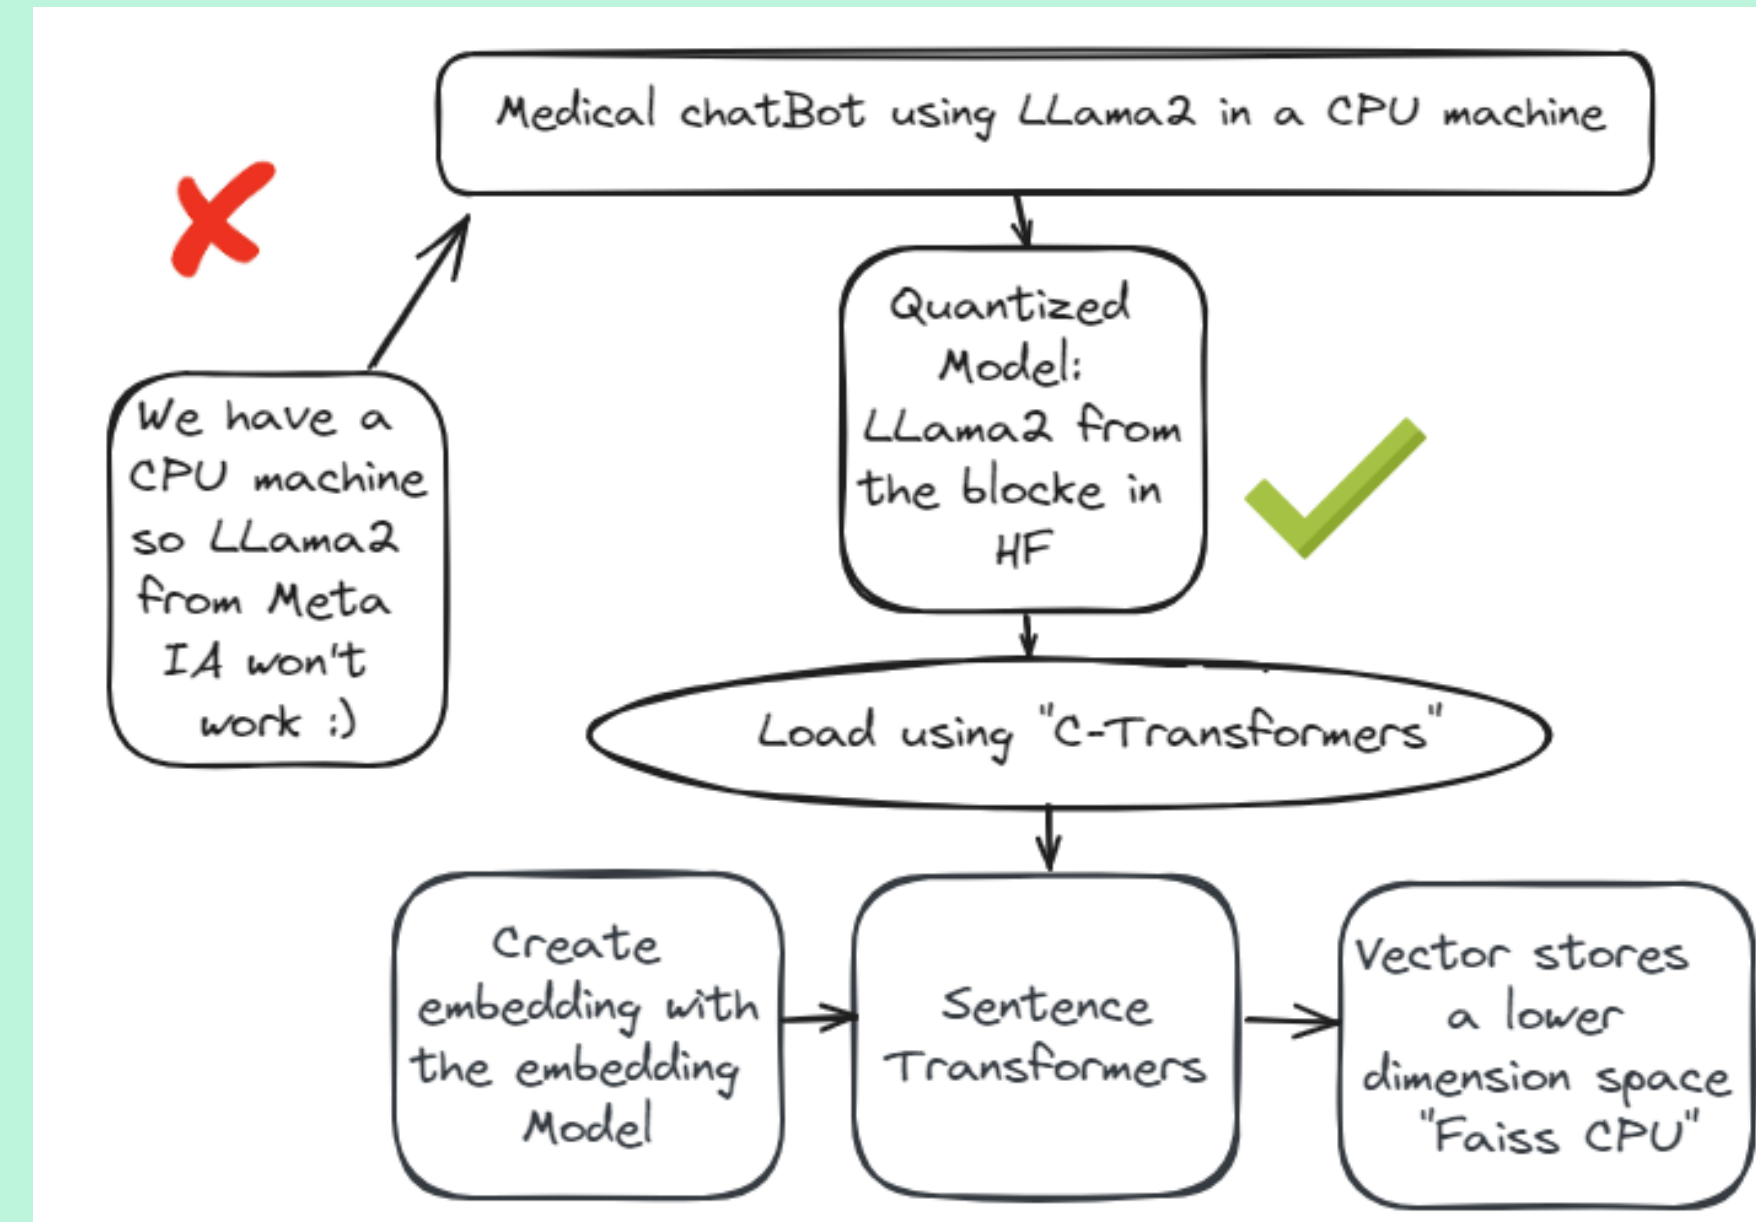 Medical chatBot using LLama2 in a CPU machine
We have a
CPU machine
so LLama2
from Meta
IA won't
work :)
Quantized
Model:
LLama2 from
the blocke in
HF
Load using "C-Transformers"
Create
embedding with
the embedding
Model
Sentence
Transformers
Vector stores
a lower
dimension space
"Faiss CPU"